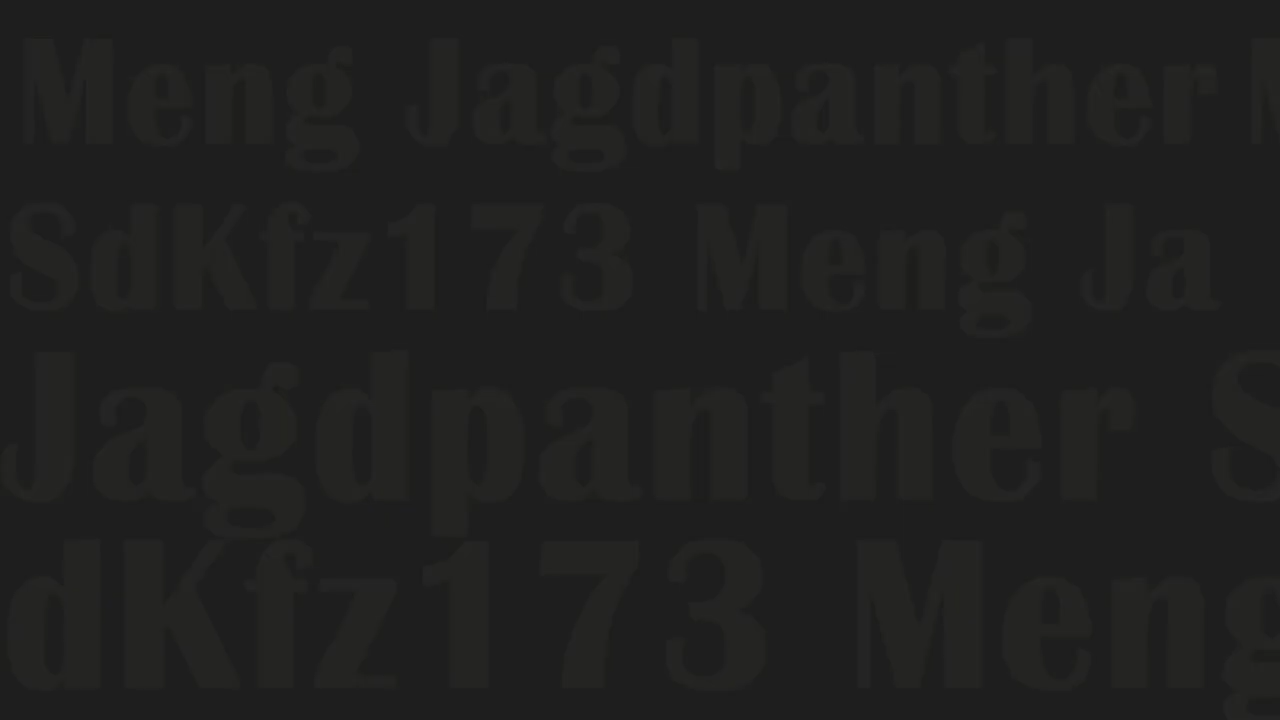 Meng Jagdpanther M
SdKfz173 Meng Ja
Jagdpanther S
dKfz173 Meng